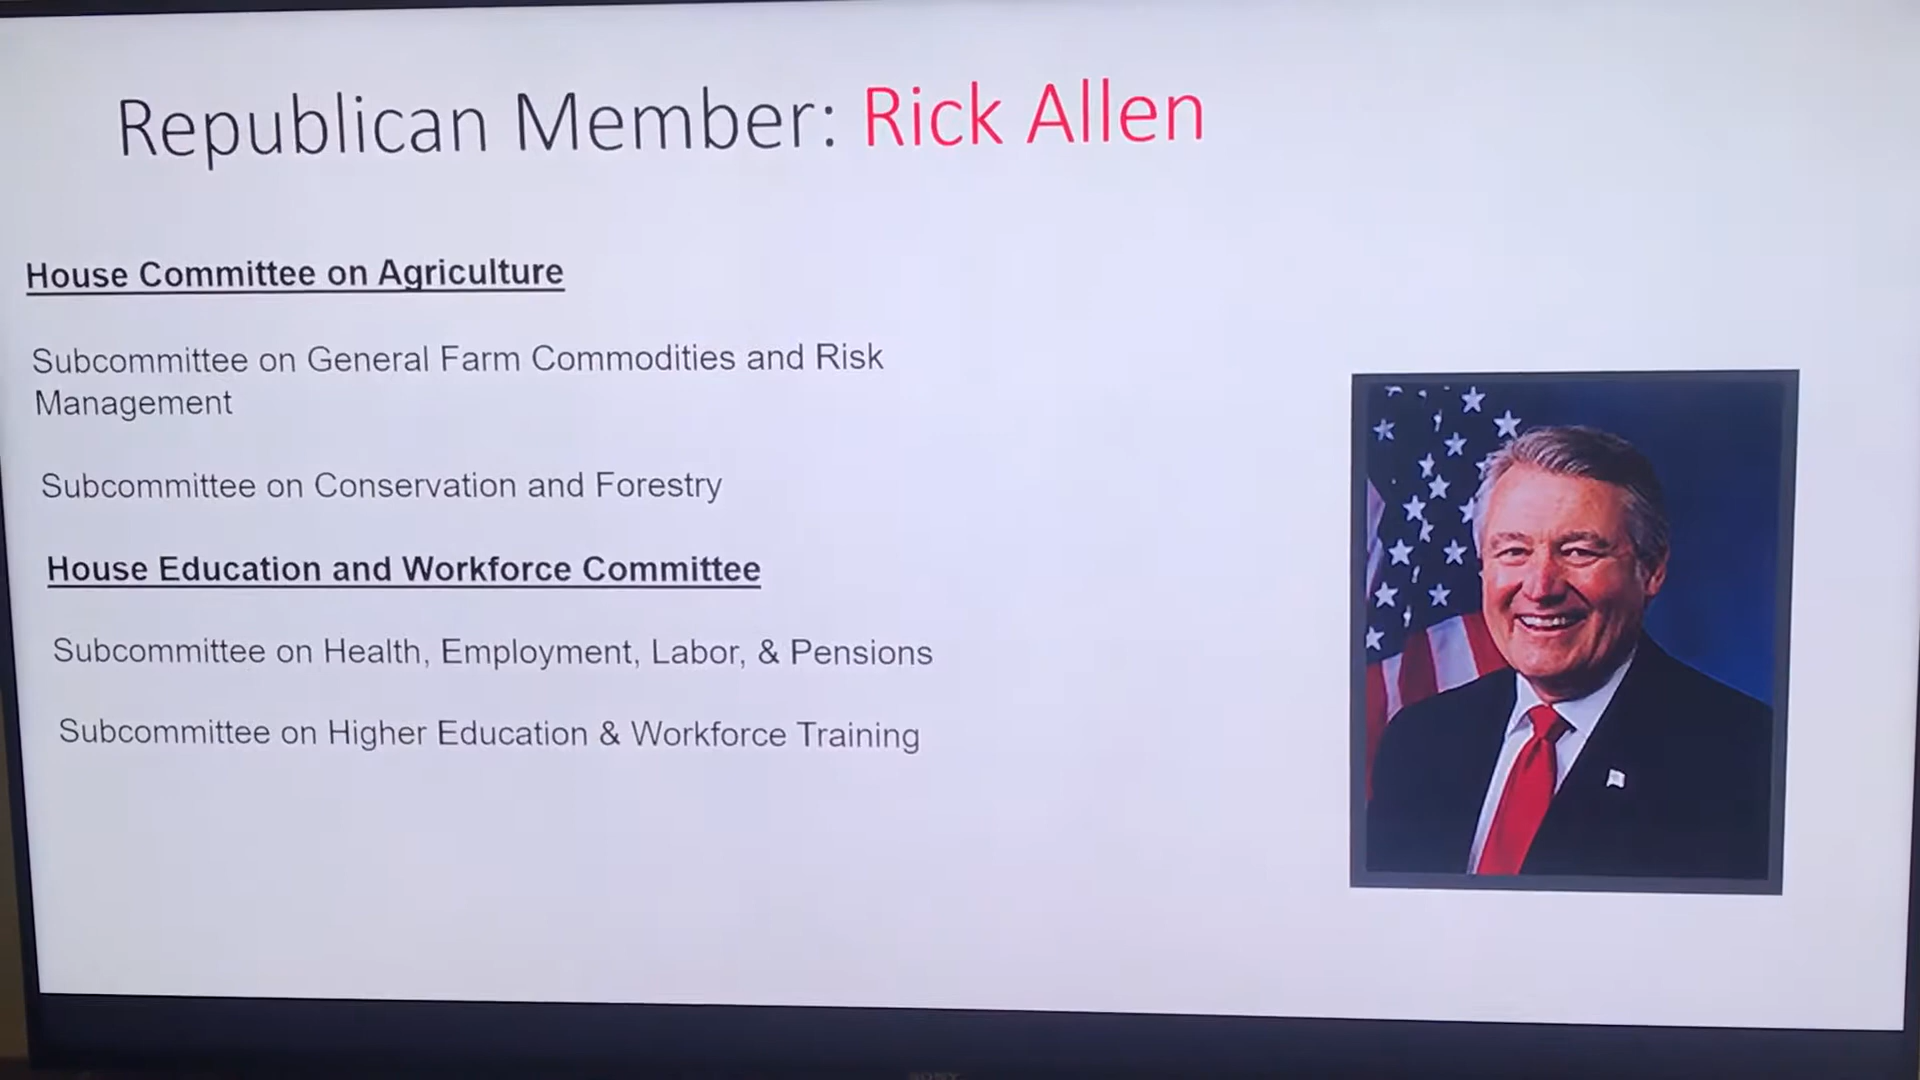 Republican Member: Rick Allen
House Committee on Agriculture
Subcommittee on General Farm Commodities and Risk
Management
Subcommittee on Conservation and Forestry
House Education and Workforce Committee
Subcommittee on Health, Employment, Labor, & Pensions
Subcommittee on Higher Education & Workforce Training
SONY